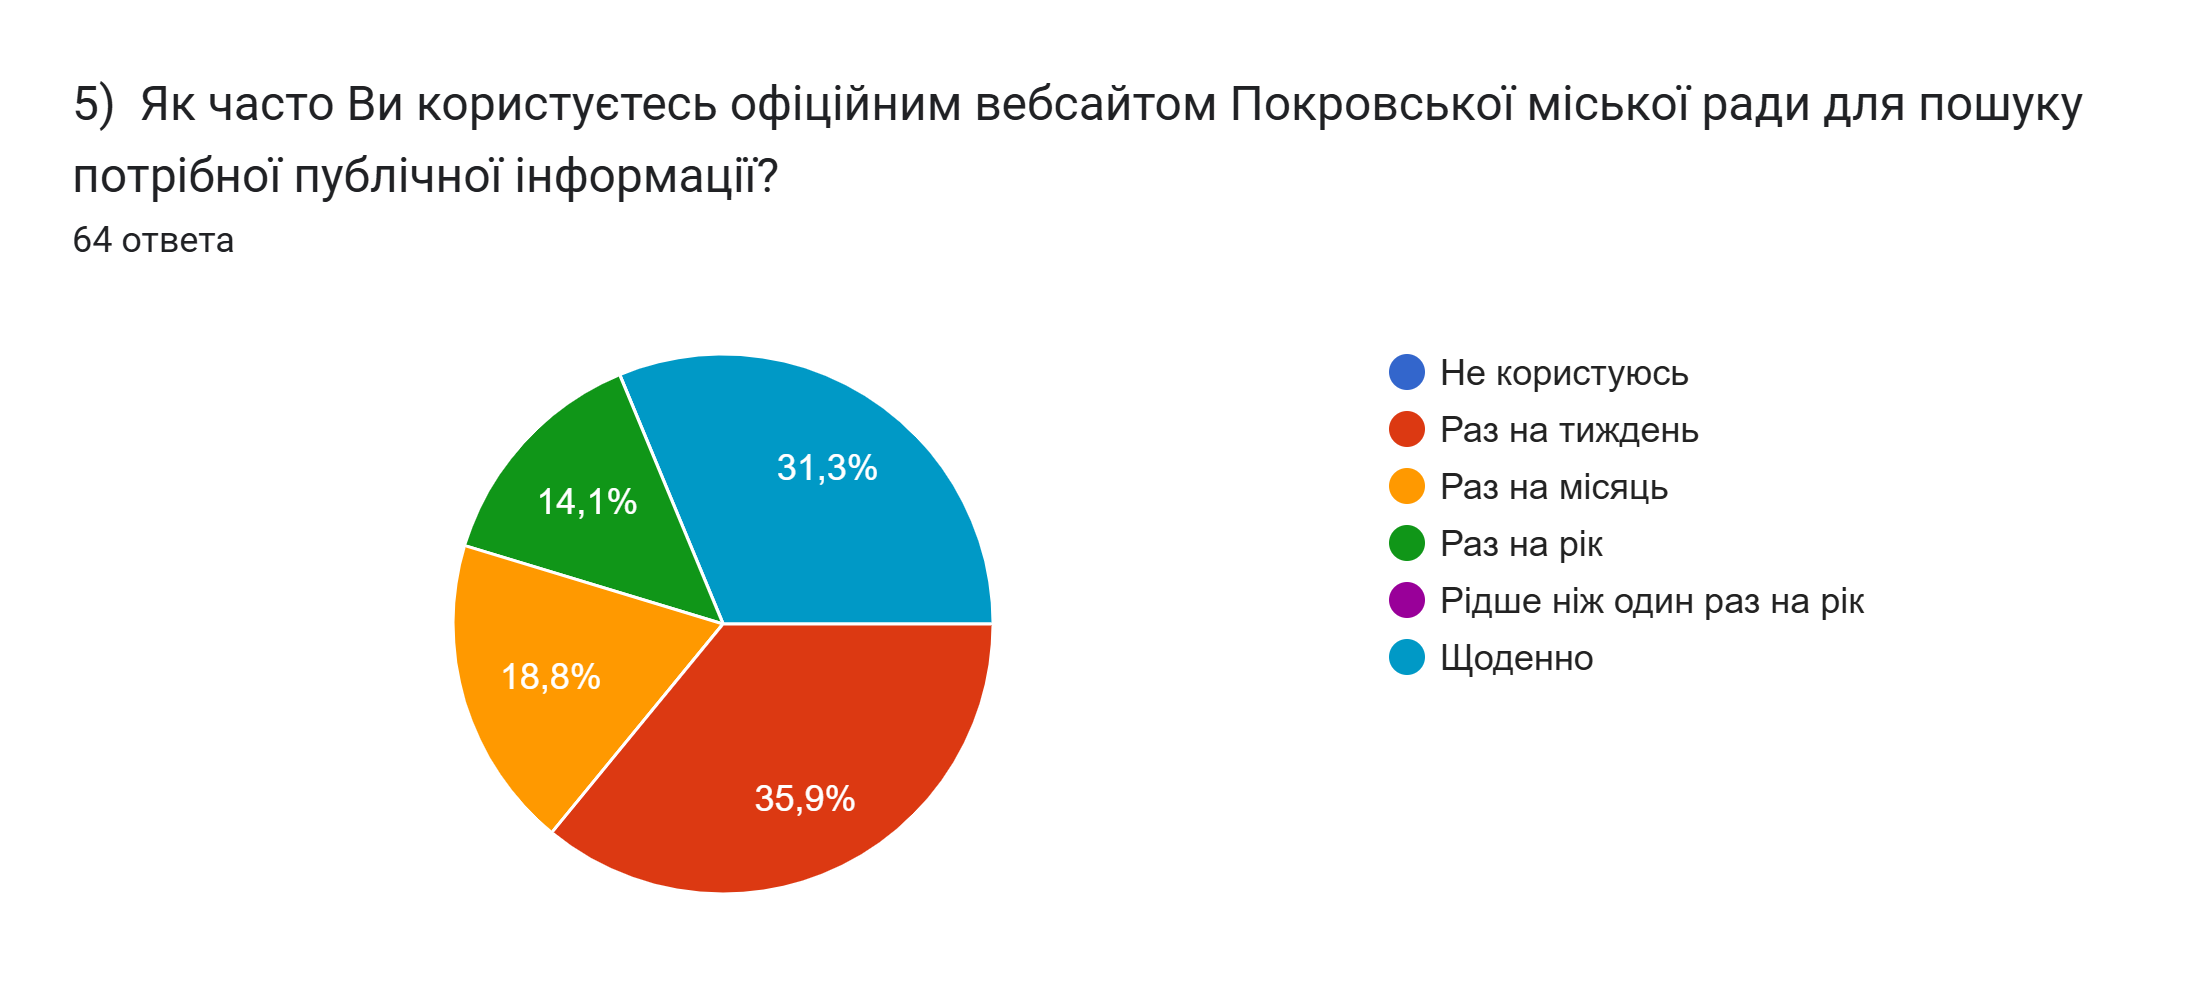 5)  Як часто Ви користуєтесь офіційним вебсайтом Покровської міської ради для пошуку
потрібної публічної інформації?
64 ответа
31,3%
14,1%
18,8%
35,9%
Не користуюсь
Раз на тиждень
Раз на місяць
Раз на рік
Рідше ніж один раз на рік
Щоденно